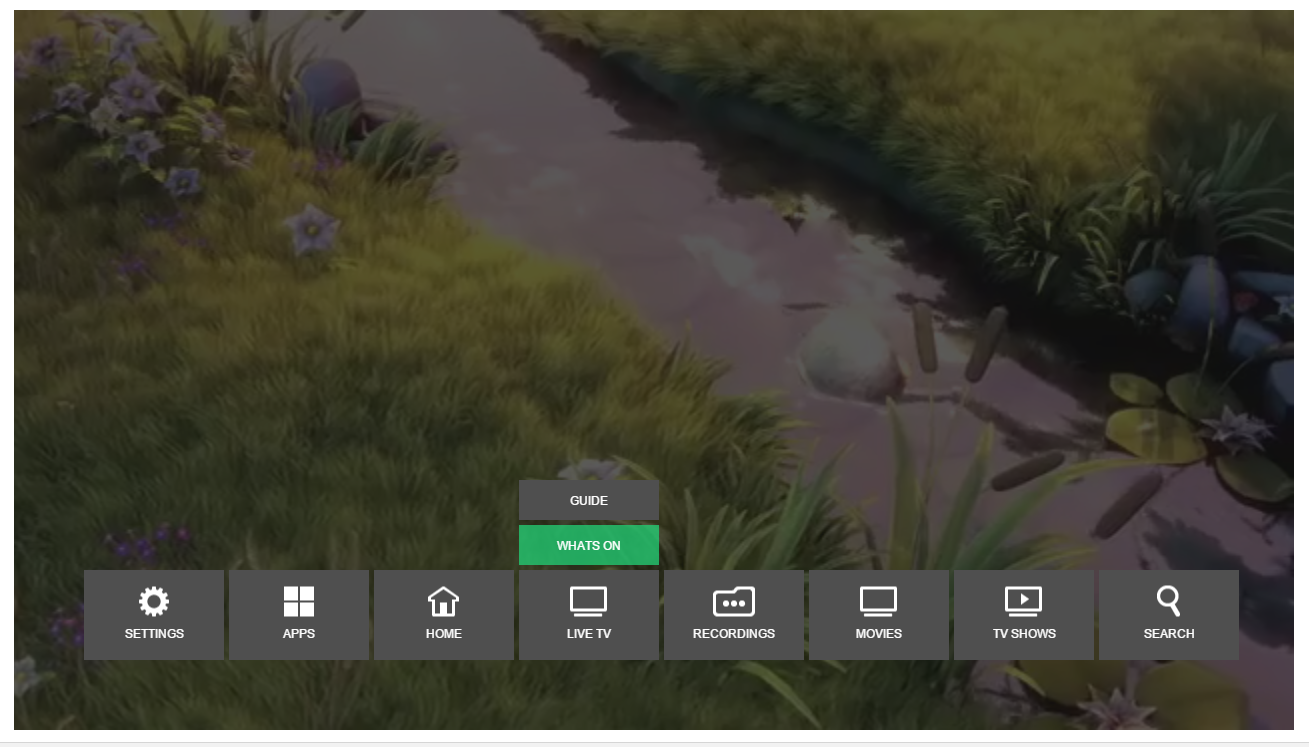 GUIDE
WHATS ON
SETTINGS
APPS
HOME
LIVE TV
RECORDINGS
MOVIES
TV SHOWS
SEARCH